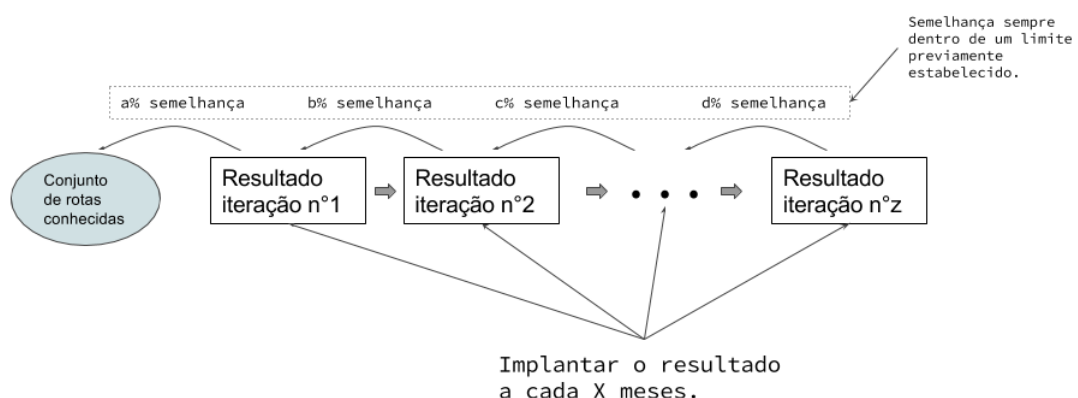 Semelhança sempre
dentro de um limite
previamente
estabelecido.
a% semelhança
b% semelhança
c% semelhança
d% semelhança
Conjunto
de rotas
conhecidas
Resultado
iteração n°1
Resultado
iteração n°2
Resultado
iteração n°z
Implantar o resultado
a cada X meses.